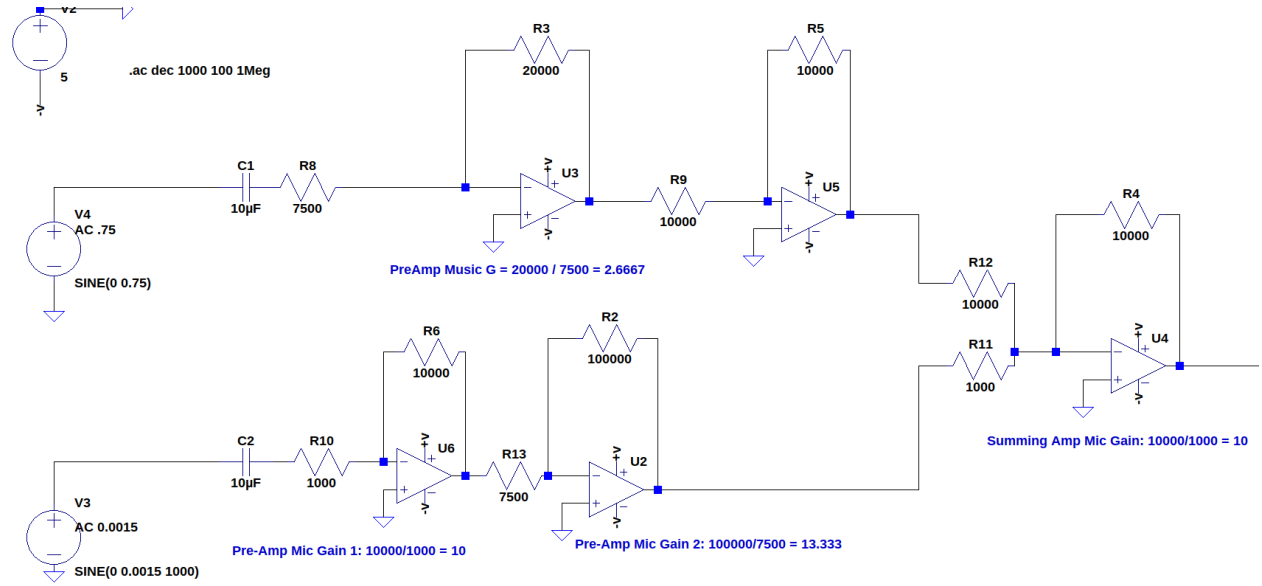 V2
5
-v
.ac dec 1000 100 1Meg
R3
20000
R5
10000
C1
10µF
R8
7500
+v
U3
-v
R9
10000
+v
U5
-v
V4
AC .75
SINE(0 0.75)
PreAmp Music G = 20000 / 7500 = 2.6667
R4
10000
R12
10000
R11
1000
+v
U4
-v
Summing Amp Mic Gain: 10000/1000 = 10
R6
10000
R2
100000
C2
10µF
R10
1000
+v
U6
-v
R13
7500
+v
U2
-v
V3
AC 0.0015
SINE(0 0.0015 1000)
Pre-Amp Mic Gain 1: 10000/1000 = 10
Pre-Amp Mic Gain 2: 100000/7500 = 13.333